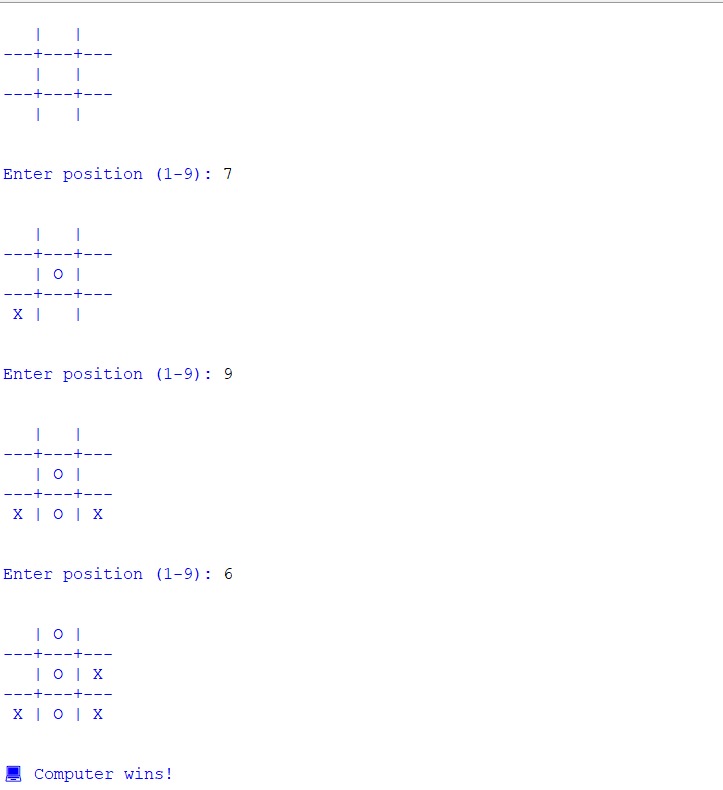 |   |
---+---+---
   |   |
---+---+---
   |   |
Enter position (1-9): 7
   |   |
---+---+---
   | O |
---+---+---
 X |   |
Enter position (1-9): 9
   |   |
---+---+---
   | O |
---+---+---
 X | O | X
Enter position (1-9): 6
   | O |
---+---+---
   | O | X
---+---+---
 X | O | X
💻 Computer wins!